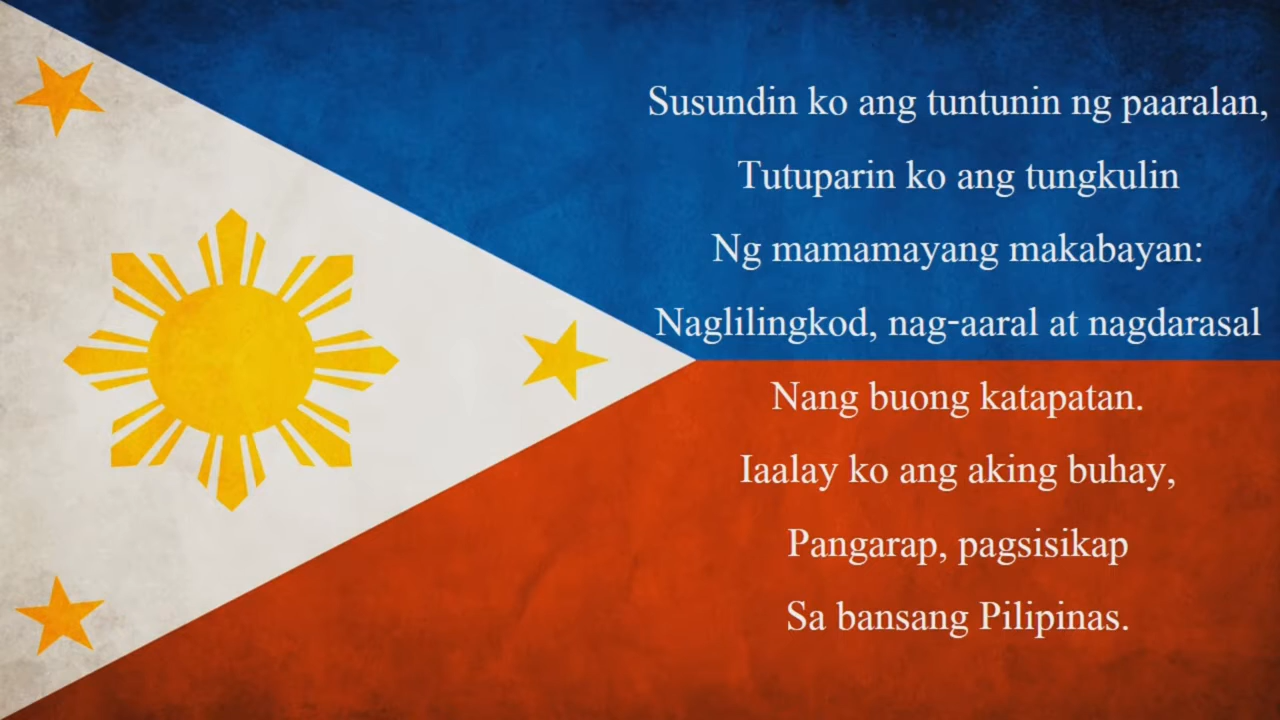 Susundin ko ang tuntunin ng paaralan,
Tutuparin ko ang tungkulin
Ng mamamayang makabayan:
Naglilingkod, nag-aaral at nagdarasal
Nang buong katapatan.
Iaalay ko ang aking buhay,
Pangarap, pagsisikap
Sa bansang Pilipinas.